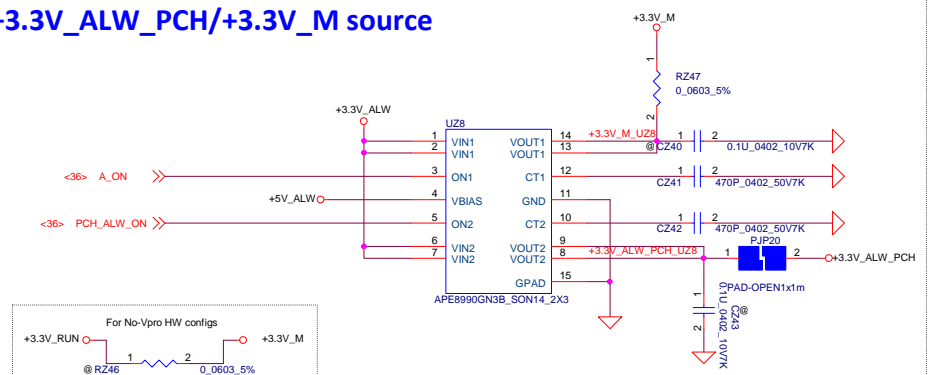 +3.3V_ALW_PCH/+3.3V_M source
+3.3V_M
1
RZ47
0_0603_5%
2
+3.3V_ALW
UZ8
1 VIN1 VOUT1 14 +3.3V_M_UZ8
2 VIN1 VOUT1 13
@CZ40 1 2 0.1U_0402_10V7K
<36> A_ON 3 ON1 CT1 12
CZ41 1 2 470P_0402_50V7K
+5V_ALW 4 VBIAS GND 11
<36> PCH_ALW_ON 5 ON2 CT2 10
CZ42 1 2 470P_0402_50V7K
6 VIN2 VOUT2 9
7 VIN2 VOUT2 8 +3.3V_ALW_PCH_UZ8
PJP20
1 2 +3.3V_ALW_PCH
PAD-OPEN1x1m
GPAD 15
APE8990GN3B_SON14_2X3
1
2
CZ43
@
0.1U_0402_10V7K
For No-Vpro HW configs
+3.3V_RUN +3.3V_M
1 2
@RZ46 0_0603_5%